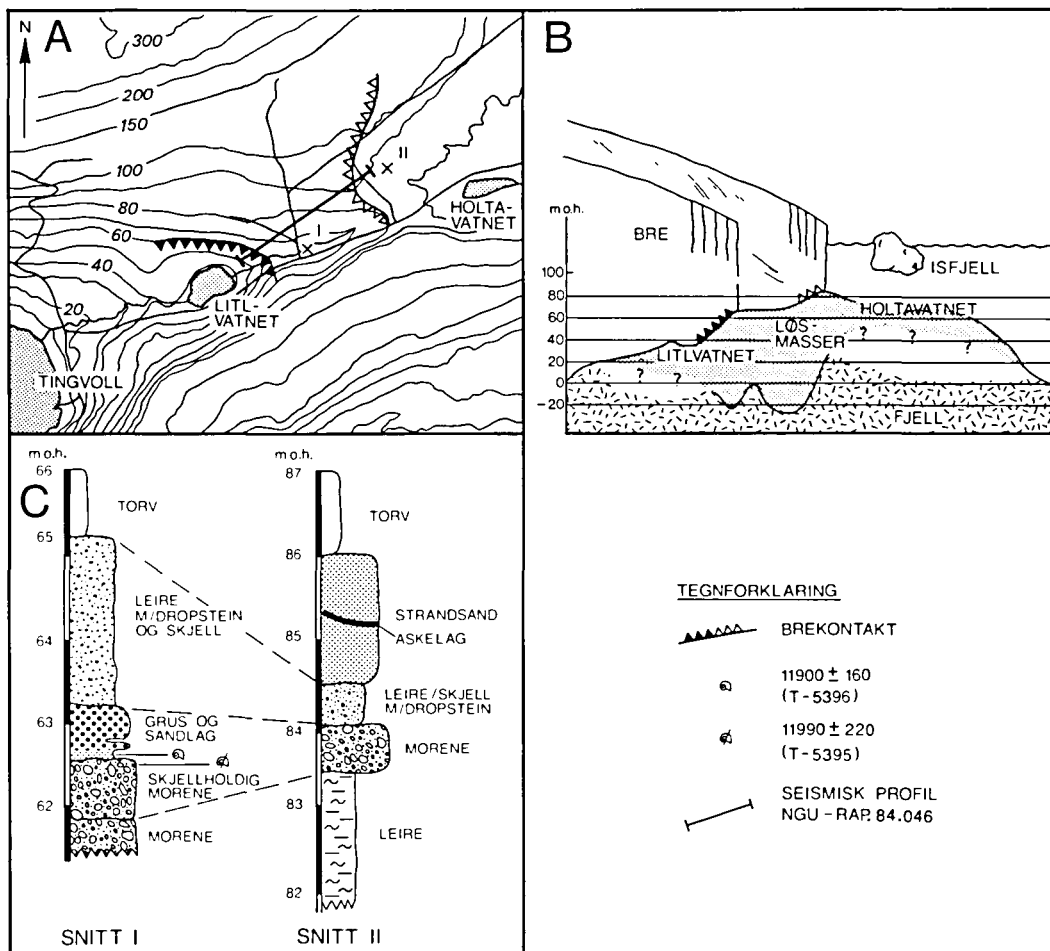 A
N
300
200
150
100
80
60
40
20
I
II
HOLTA-
VATNET
LITL-
VATNET
TINGVOLL
B
m o.h.
BRE
ISFJELL
100
80
60
40
20
0
-20
HOLTAVATNET
LØS-
MASSER
LITLVATNET
? ? ? ?
FJELL
C
m o.h.
66
65
64
63
62
TORV
LEIRE
M/DROPSTEIN
OG SKJELL
GRUS OG
SANDLAG
SKJELLHOLDIG
MORENE
MORENE
SNITT I
m o.h.
87
86
85
84
83
82
TORV
STRANDSAND
ASKELAG
LEIRE/SKJELL
M/DROPSTEIN
MORENE
LEIRE
SNITT II
TEGNFORKLARING
BREKONTAKT
11900 ± 160
(T-5396)
11990 ± 220
(T-5395)
SEISMISK PROFIL
NGU-RAP. 84.046